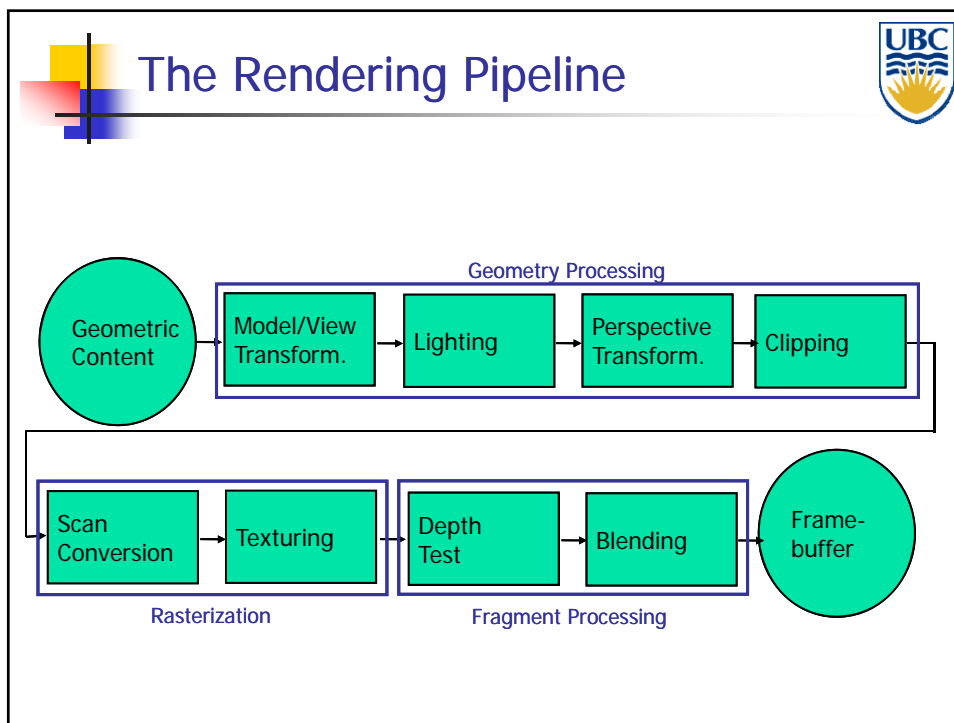 The Rendering Pipeline
UBC
Geometry Processing
Geometric
Content
Model/View
Transform.
Lighting
Perspective
Transform.
Clipping
Scan
Conversion
Texturing
Depth
Test
Blending
Frame-
buffer
Rasterization
Fragment Processing